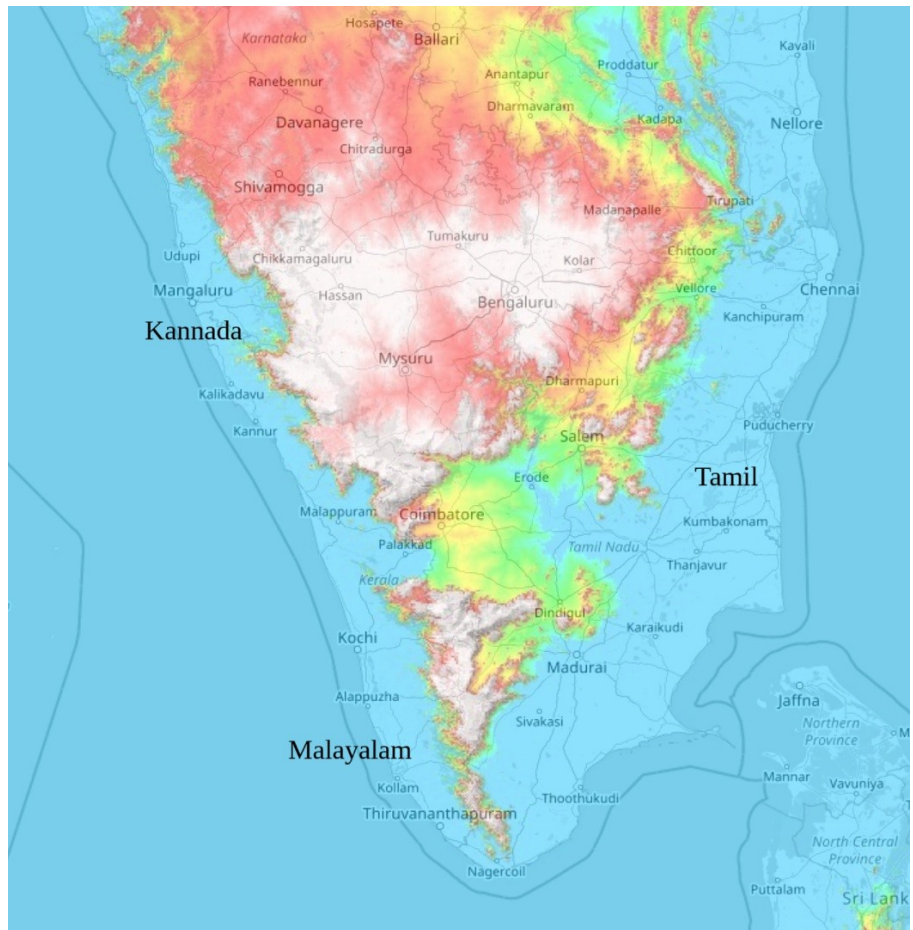 Hosapete
Karnataka
Ballari
Kavali
Proddatur
Anantapur
Ranebennur
Dharmavaram
Davanagere
Kadapa
Nellore
Chitradurga
Shivamogga
Tirupati
Madanapalle
Tumakuru
Udupi
Chikkamagaluru
Kolar
Chittoor
Mangaluru
Hassan
Bengaluru
Vellore
Chennai
Kanchipuram
Kannada
Mysuru
Dharmapuri
Kalikadavu
Puducherry
Kannur
Salem
Erode
Tamil
Malappuram
Coimbatore
Kumbakonam
Palakkad
Tamil Nadu
Thanjavur
Kerala
Dindigul
Karaikudi
Kochi
Madurai
Alappuzha
Jaffna
Sivakasi
Northern
Province
Malayalam
Mannar
Vavuniya
Kollam
Thoothukudi
Thiruvananthapuram
North Central
Province
Nagercoil
Puttalam
Sri Lank